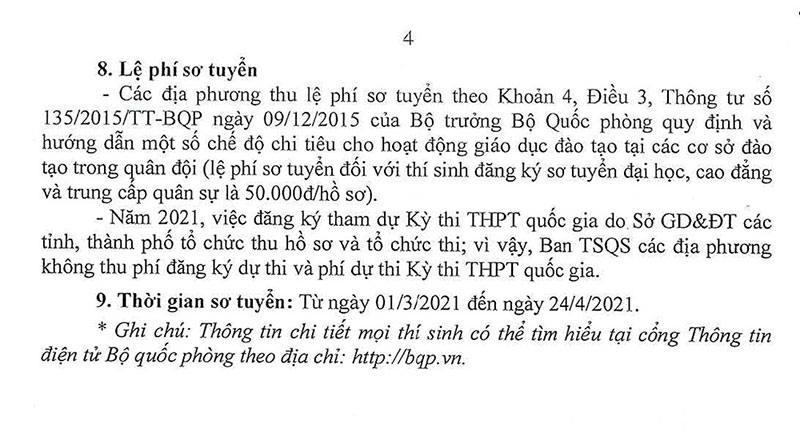 4
8. Lệ phí sơ tuyển
- Các địa phương thu lệ phí sơ tuyển theo Khoản 4, Điều 3, Thông tư số
135/2015/TT-BQP ngày 09/12/2015 của Bộ trưởng Bộ Quốc phòng quy định và
hướng dẫn một số chế độ chi tiêu cho hoạt động giáo dục đào tạo tại các cơ sở đào
tạo trong quân đội (lệ phí sơ tuyển đối với thí sinh đăng ký sơ tuyển đại học, cao đẳng
và trung cấp quân sự là 50.000đ/hồ sơ).
- Năm 2021, việc đăng ký tham dự Kỳ thi THPT quốc gia do Sở GD&ĐT các
tỉnh, thành phố tổ chức thu hồ sơ và tổ chức thi; vì vậy, Ban TSQS các địa phương
không thu phí đăng ký dự thi và phí dự thi Kỳ thi THPT quốc gia.
9. Thời gian sơ tuyển: Từ ngày 01/3/2021 đến ngày 24/4/2021.
* Ghi chú: Thông tin chi tiết mọi thí sinh có thể tìm hiểu tại cổng Thông tin
điện tử Bộ quốc phòng theo địa chỉ: http://bqp.vn.